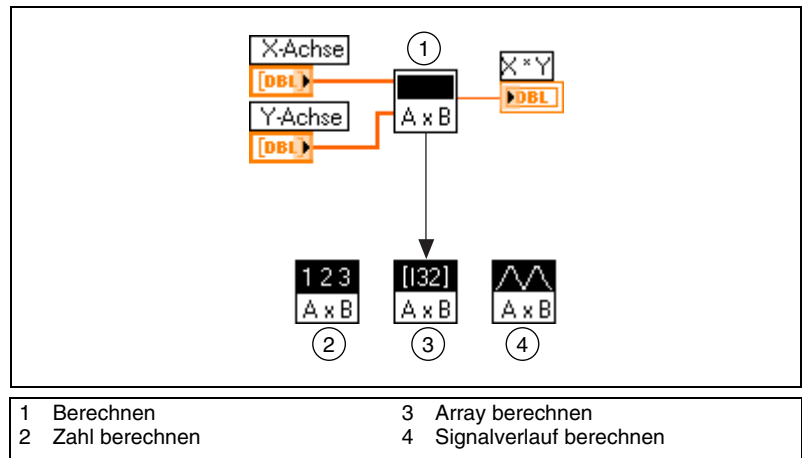 X-Achse
1
X * Y
[DBL]
DBL
Y-Achse
A x B
[DBL]
1 2 3
[I32]
A x B
A x B
A x B
2
3
4
1 Berechnen
3 Array berechnen
2 Zahl berechnen
4 Signalverlauf berechnen